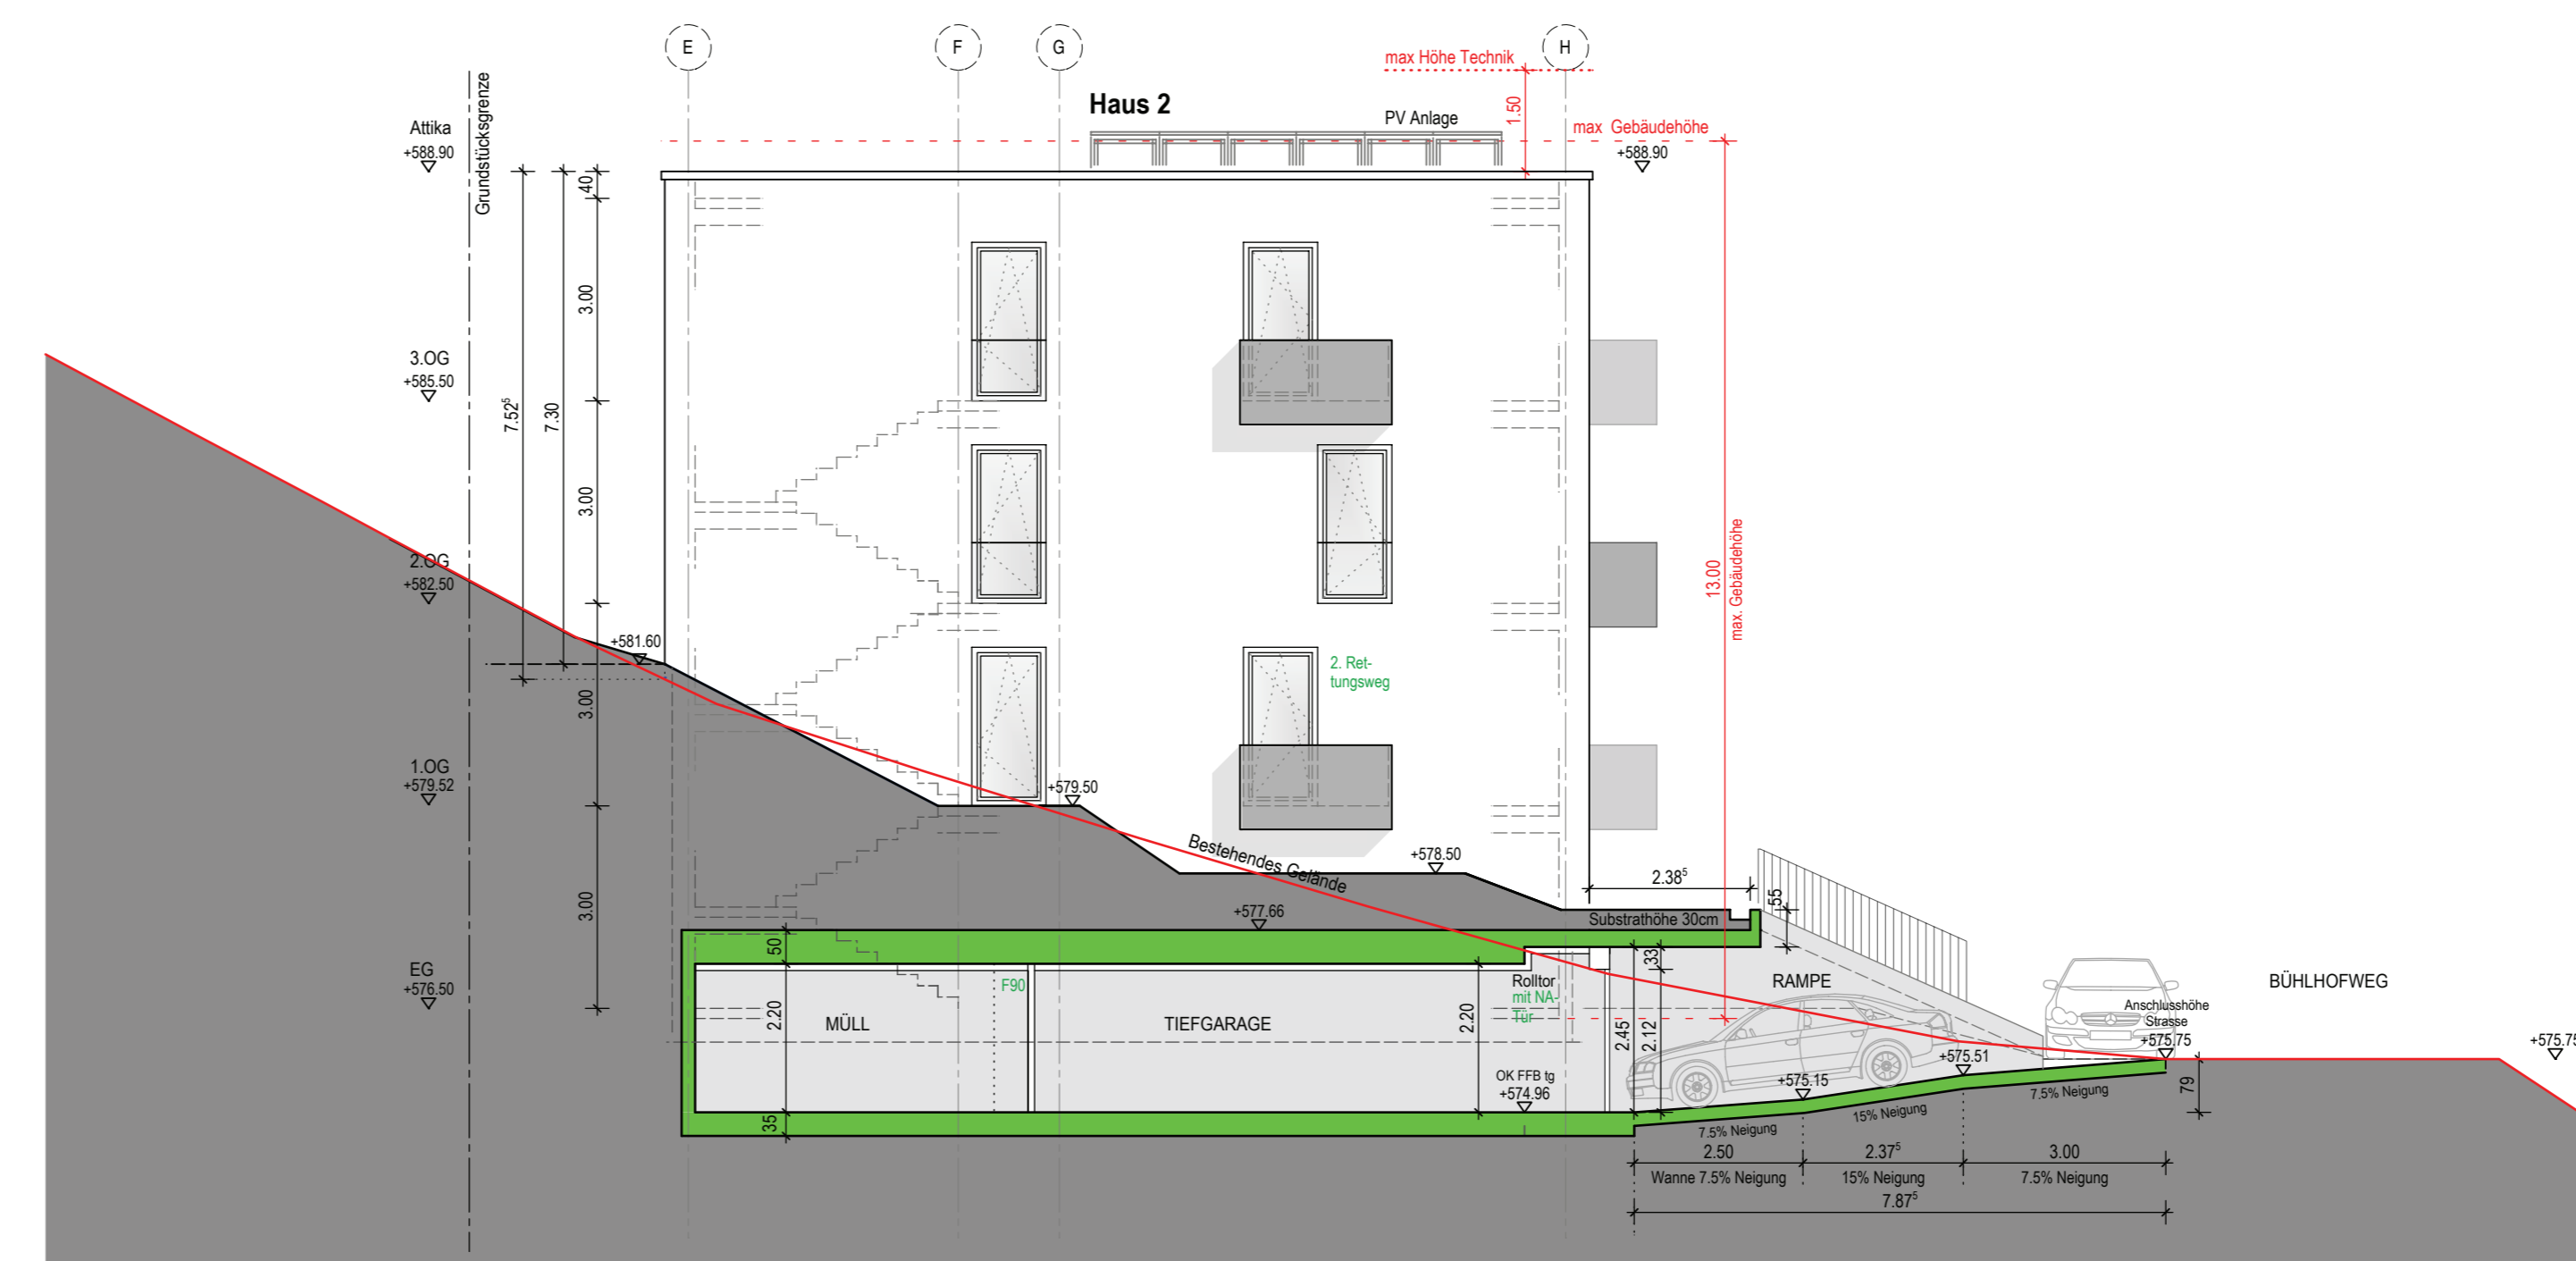 E
F
G
H
max Höhe Technik
Haus 2
1.50
PV Anlage
max Gebäudehöhe
+588.90
Grundstücksgrenze
Attika
+588.90
40
3.00
3.OG
+585.50
7.52⁵
7.30
3.00
13.00
max. Gebäudehöhe
2.OG
+582.50
+581.60
2. Ret-
tungsweg
3.00
1.OG
+579.52
+579.50
Bestehendes Gelände
+578.50
2.38⁵
55
3.00
+577.66
Substrathöhe 30cm
50
33
EG
+576.50
F90
Rolltor
mit NA-
Tür
RAMPE
BÜHLHOFWEG
Anschlusshöhe
Strasse
+575.75
+575.75
2.20
MÜLL
TIEFGARAGE
2.20
2.45
2.12
+575.51
OK FFB tg
+574.96
+575.15
79
35
7.5% Neigung
15% Neigung
7.5% Neigung
2.50
2.37⁵
3.00
Wanne 7.5% Neigung
15% Neigung
7.5% Neigung
7.87⁵